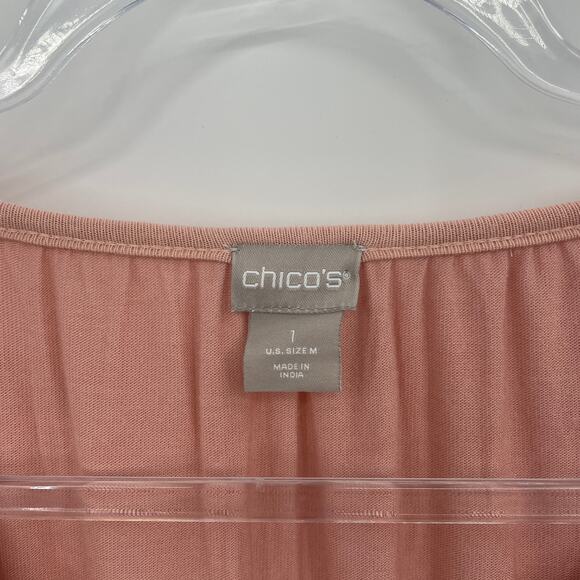 chico's®
1
U.S. SIZE M
MADE IN
INDIA